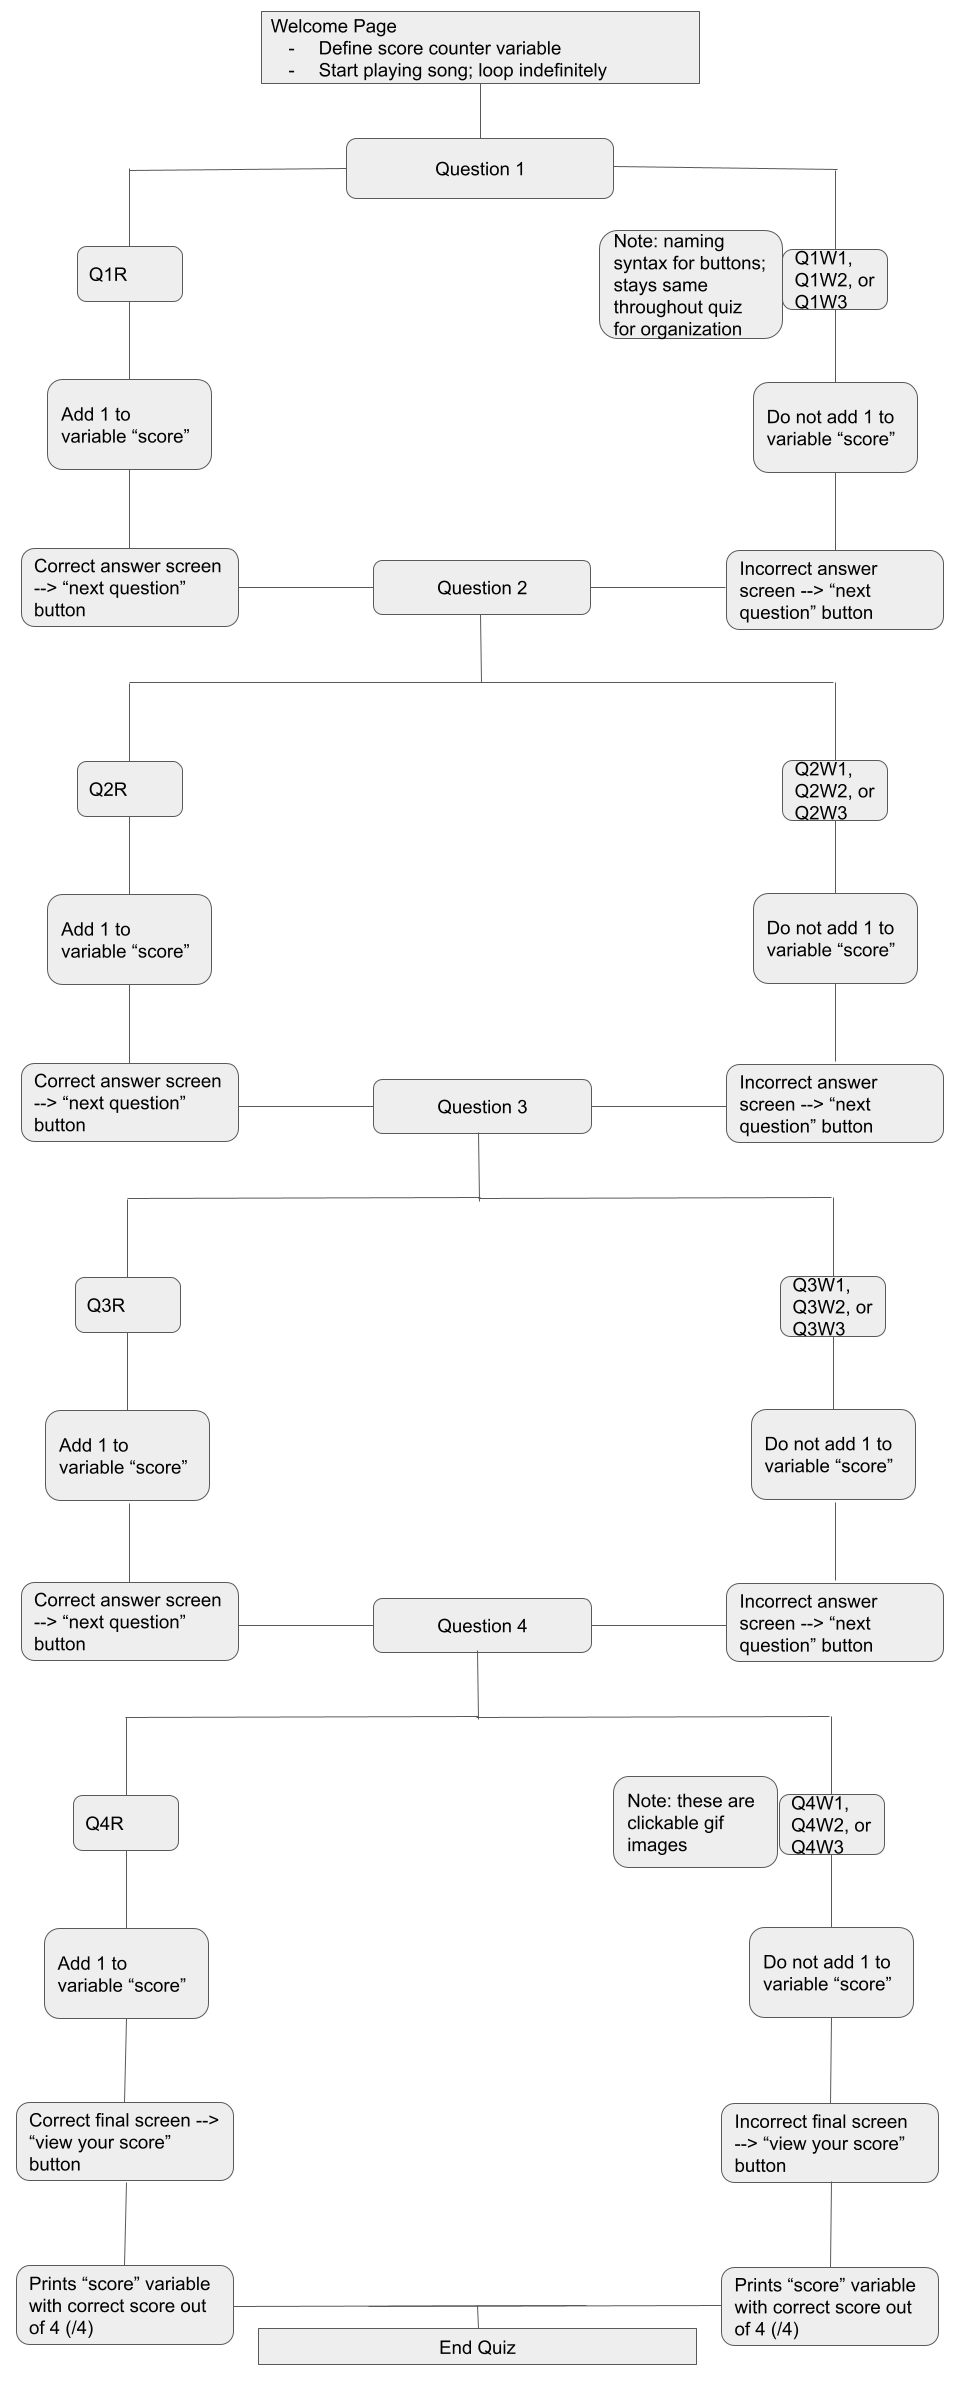 Welcome Page
- Define score counter variable
- Start playing song; loop indefinitely
Question 1
Q1R
Note: naming
syntax for buttons;
stays same
throughout quiz
for organization
Q1W1,
Q1W2, or
Q1W3
Add 1 to
variable “score”
Do not add 1 to
variable “score”
Correct answer screen
--> “next question”
button
Question 2
Incorrect answer
screen --> “next
question” button
Q2R
Q2W1,
Q2W2, or
Q2W3
Add 1 to
variable “score”
Do not add 1 to
variable “score”
Correct answer screen
--> “next question”
button
Question 3
Incorrect answer
screen --> “next
question” button
Q3R
Q3W1,
Q3W2, or
Q3W3
Add 1 to
variable “score”
Do not add 1 to
variable “score”
Correct answer screen
--> “next question”
button
Question 4
Incorrect answer
screen --> “next
question” button
Q4R
Note: these are
clickable gif
images
Q4W1,
Q4W2, or
Q4W3
Add 1 to
variable “score”
Do not add 1 to
variable “score”
Correct final screen -->
“view your score”
button
Incorrect final screen
--> “view your score”
button
Prints “score” variable
with correct score out
of 4 (/4)
Prints “score” variable
with correct score out
of 4 (/4)
End Quiz